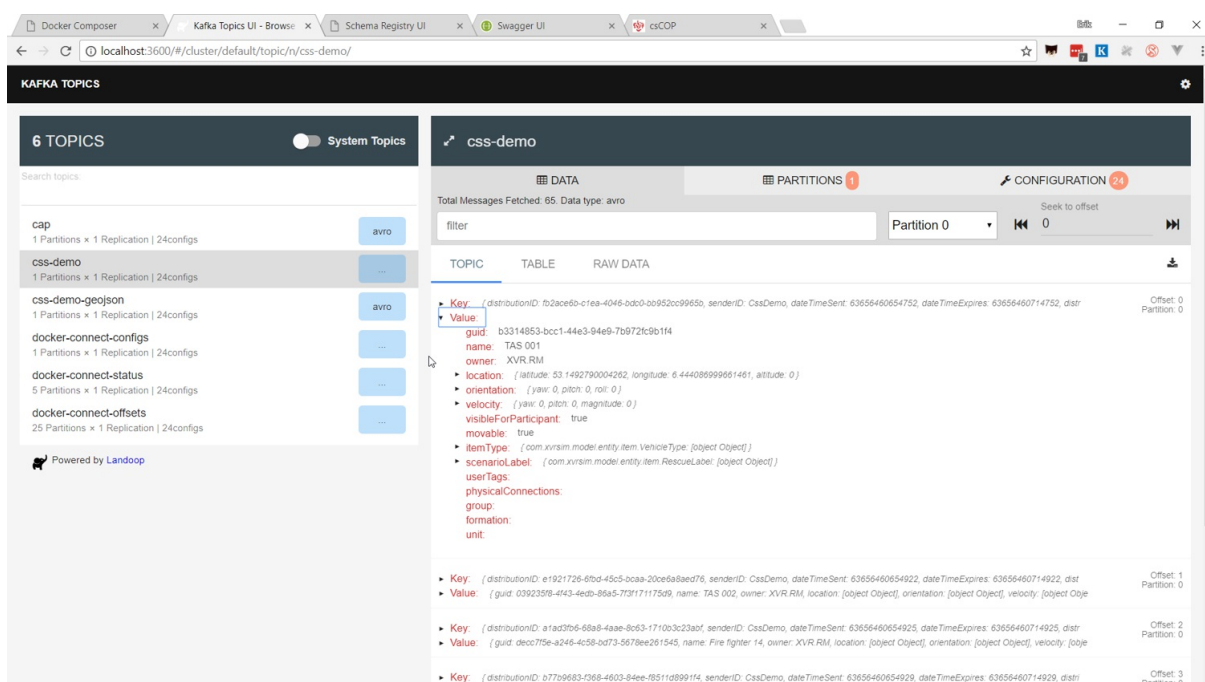 Docker Composer
Kafka Topics UI - Browse
Schema Registry UI
Swagger UI
csCOP
localhost:3600/#/cluster/default/topic/n/css-demo/
KAFKA TOPICS
6 TOPICS
System Topics
Search topics
cap
1 Partitions × 1 Replication | 24configs
avro
css-demo
1 Partitions × 1 Replication | 24configs
...
css-demo-geojson
1 Partitions × 1 Replication | 24configs
avro
docker-connect-configs
1 Partitions × 1 Replication | 24configs
...
docker-connect-status
5 Partitions × 1 Replication | 24configs
...
docker-connect-offsets
25 Partitions × 1 Replication | 24configs
...
Powered by Landoop
css-demo
DATA
PARTITIONS 1
CONFIGURATION 24
Total Messages Fetched: 65. Data type: avro
Seek to offset
filter
Partition 0
0
TOPIC
TABLE
RAW DATA
Key: { distributionID: fb2ace6b-c1ea-4046-bdc0-bb952cc9965b, senderID: CssDemo, dateTimeSent: 63656460654752, dateTimeExpires: 63656460714752, distr
Offset: 0
Partition: 0
Value:
guid: b3314853-bcc1-44e3-94e9-7b972fc9b1f4
name: TAS 001
owner: XVR.RM
location: { latitude: 53.1492790004262, longitude: 6.444086999661461, altitude: 0 }
orientation: { yaw: 0, pitch: 0, roll: 0 }
velocity: { yaw: 0, pitch: 0, magnitude: 0 }
visibleForParticipant: true
movable: true
itemType: { com.xvrsim.model.entity.item.VehicleType: [object Object] }
scenarioLabel: { com.xvrsim.model.entity.item.RescueLabel: [object Object] }
userTags:
physicalConnections:
group:
formation:
unit:
Key: { distributionID: e1921726-6fbd-45c5-bcaa-20ce6a8aed76, senderID: CssDemo, dateTimeSent: 63656460654922, dateTimeExpires: 63656460714922, dist
Offset: 1
Partition: 0
Value: { guid: 039235f8-4f43-4edb-86a5-7f3f171175d9, name: TAS 002, owner: XVR.RM, location: [object Object], orientation: [object Object], velocity: [object Obje
Key: { distributionID: a1ad3fb6-68a8-4aae-8c63-1710b3c23abf, senderID: CssDemo, dateTimeSent: 63656460654925, dateTimeExpires: 63656460714925, distr
Offset: 2
Partition: 0
Value: { guid: decc7f5e-a246-4c58-bd73-5678ee261545, name: Fire fighter 14, owner: XVR.RM, location: [object Object], orientation: [object Object], velocity: [obje
Key: { distributionID: b77b9683-f368-4603-84ee-f8511d8991f4, senderID: CssDemo, dateTimeSent: 63656460654929, dateTimeExpires: 63656460714929, distri
Offset: 3